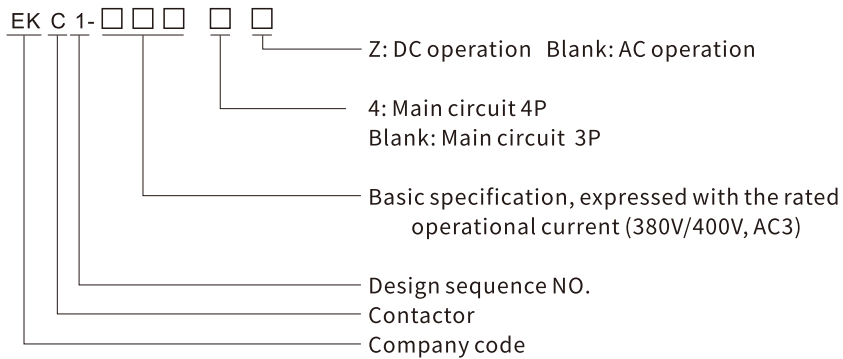 EK C 1-□□□ □ □
Z: DC operation Blank: AC operation
4: Main circuit 4P
Blank: Main circuit 3P
Basic specification, expressed with the rated
operational current (380V/400V, AC3)
Design sequence NO.
Contactor
Company code